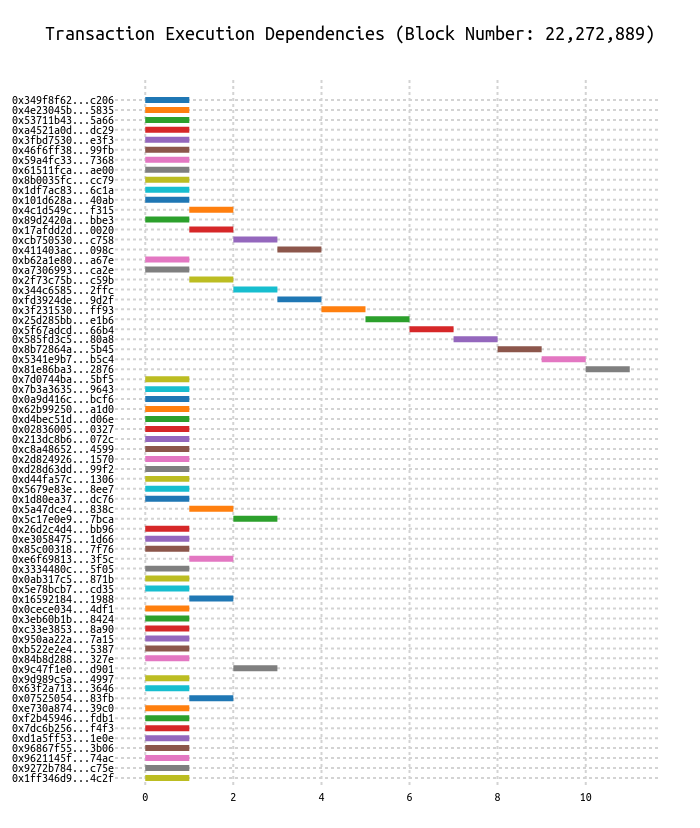 Transaction Execution Dependencies (Block Number: 22,272,889)
0x349f8f62...c206
0x4e23045b...5835
0x53711b43...5a66
0xa4521a0d...dc29
0x3fbd7530...e3f3
0x46f6ff38...99fb
0x59a4fc33...7368
0x61511fca...ae00
0x8b0035fc...cc79
0x1df7ac83...6c1a
0x101d628a...40ab
0x4c1d549c...f315
0x89d2420a...bbe3
0x17afdd2d...0020
0xcb750530...c758
0x411403ac...098c
0xb62a1e80...a67e
0xa7306993...ca2e
0x2f73c75b...c59b
0x344c6585...2ffc
0xfd3924de...9d2f
0x3f231530...ff93
0x25d285bb...e1b6
0x5f67adcd...66b4
0x585fd3c5...80a8
0x8b72864a...5b45
0x5341e9b7...b5c4
0x81e86ba3...2876
0x7d0744ba...5bf5
0x7b3a3635...9643
0x0a9d416c...bcf6
0x62b99250...a1d0
0xd4bec51d...d06e
0x02836005...0327
0x213dc8b6...072c
0xc8a48652...4599
0x2d824926...1570
0xd28d63dd...99f2
0xd44fa57c...1306
0x5679e83e...8ee7
0x1d80ea37...dc76
0x5a47dce4...838c
0x5c17e0e9...7bca
0x26d2c4d4...bb96
0xe3058475...1d66
0x85c00318...7f76
0xe6f69813...3f5c
0x3334480c...5f05
0x0ab317c5...871b
0x5e78bcb7...cd35
0x16592184...1988
0x0cece034...4df1
0x3eb60b1b...8424
0xc33e3853...8a90
0x950aa22a...7a15
0xb522e2e4...5387
0x84b8d288...327e
0x9c47f1e0...d901
0x9d989c5a...4997
0x63f2a713...3646
0x07525054...83fb
0xe730a874...39c0
0xf2b45946...fdb1
0x7dc6b256...f4f3
0xd1a5ff53...1e0e
0x96867f55...3b06
0x9621145f...74ac
0x9272b784...c75e
0x1ff346d9...4c2f
0 2 4 6 8 10